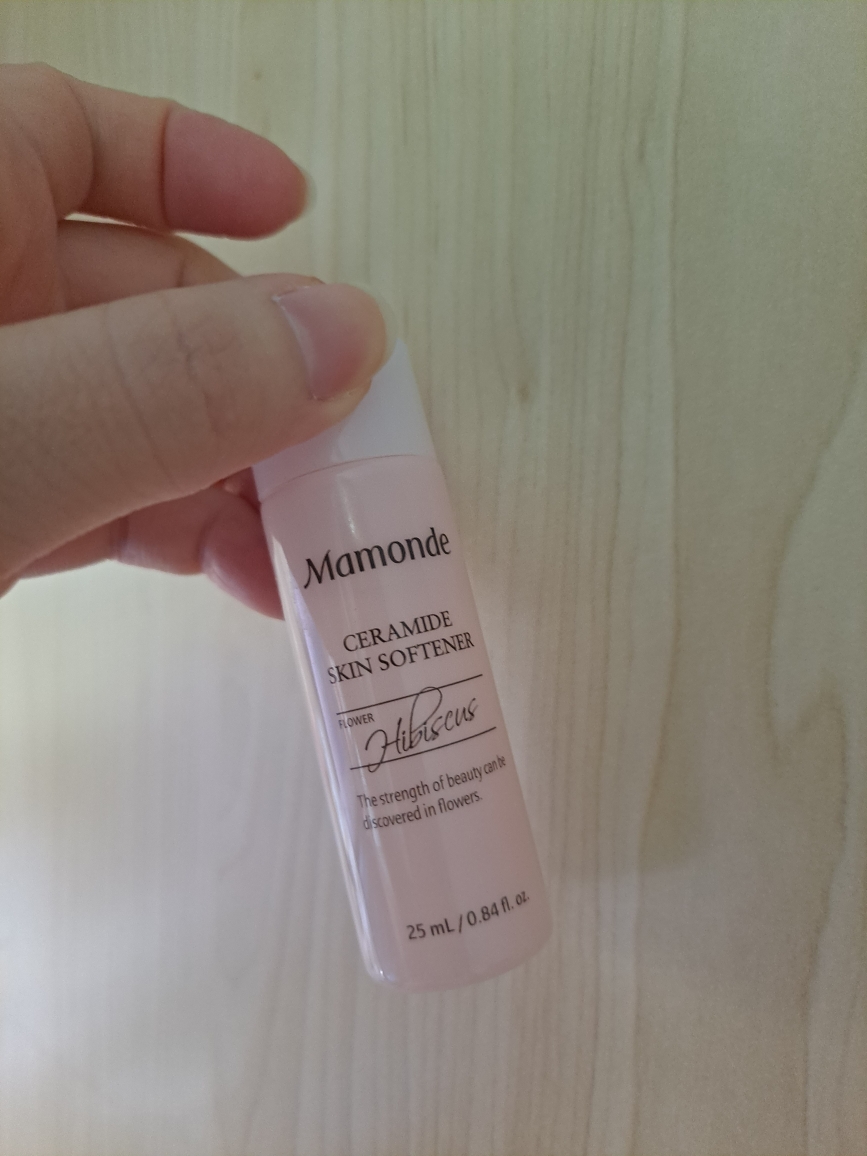 Mamonde
CERAMIDE
SKIN SOFTENER
FLOWER
Hibiscus
The strength of beauty can be
discovered in flowers.
25 mL / 0.84 fl. oz.